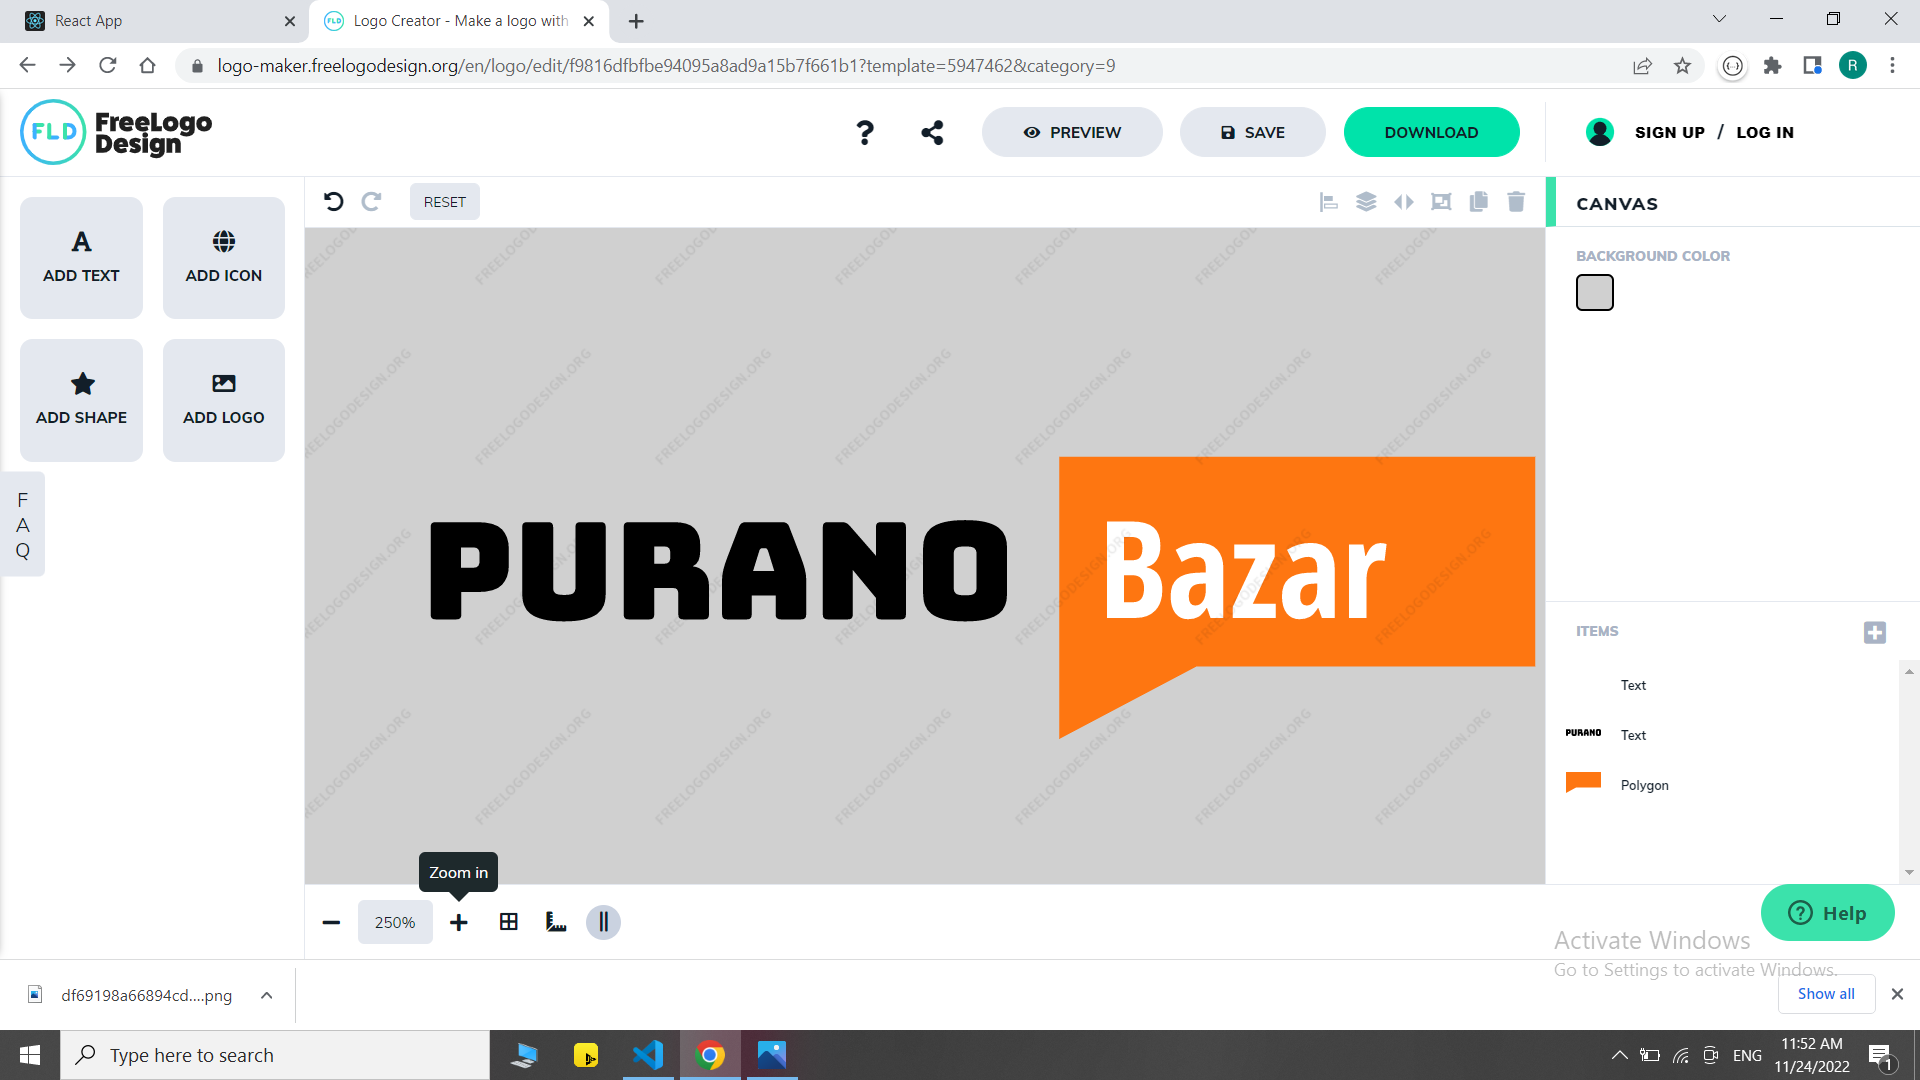 React App
Logo Creator - Make a logo with
logo-maker.freelogodesign.org/en/logo/edit/f9816dfbfbe94095a8ad9a15b7f661b1?template=5947462&category=9
R
FLD
FreeLogo
Design
?
PREVIEW
SAVE
DOWNLOAD
SIGN UP / LOG IN
ADD TEXT
ADD ICON
ADD SHAPE
ADD LOGO
F
A
Q
RESET
CANVAS
BACKGROUND COLOR
FREELOGODESIGN.ORG
PURANO
Bazar
ITEMS
Text
PURANO
Text
Polygon
Zoom in
250%
Help
Activate Windows
Go to Settings to activate Windows.
df69198a66894cd....png
Show all
Type here to search
ENG
11:52 AM
11/24/2022
1